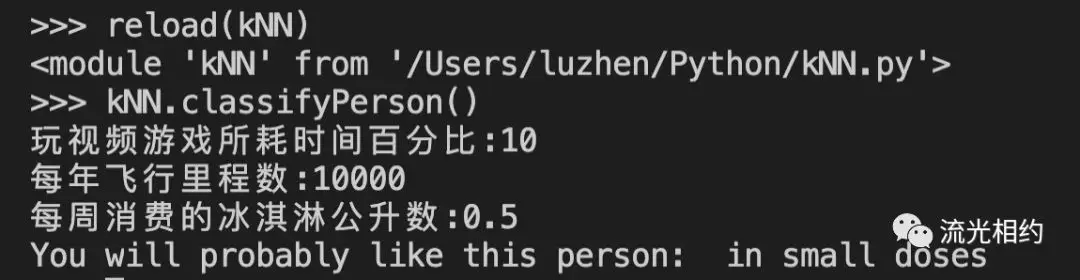 >>> reload(kNN)
<module 'kNN' from '/Users/luzhen/Python/kNN.py'>
>>> kNN.classifyPerson()
玩视频游戏所耗时间百分比:10
每年飞行里程数:10000
每周消费的冰淇淋公升数:0.5
You will probably like this person:  in small doses
流光相约